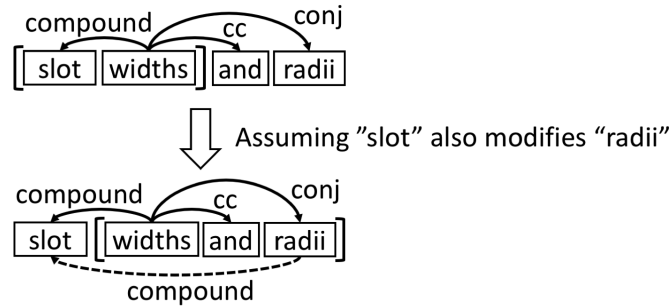 compound cc conj
[ slot widths ] and radii
Assuming ”slot” also modifies “radii”
compound cc conj
slot [ widths and radii ]
compound